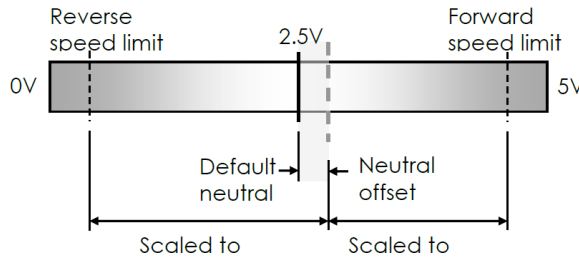 Reverse
speed limit
2.5V
Forward
speed limit
0V
5V
Default
neutral
Neutral
offset
Scaled to
Scaled to